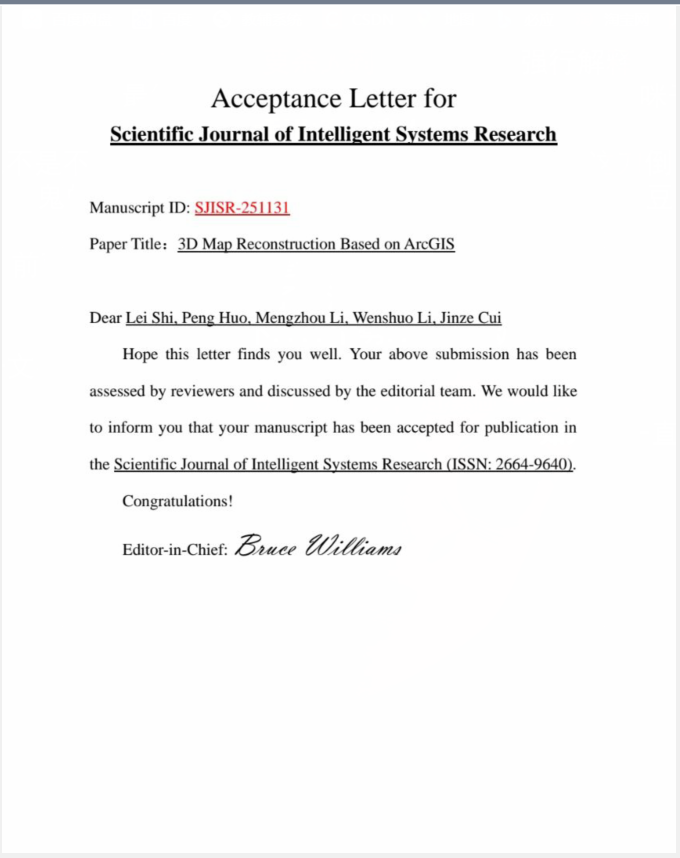 Acceptance Letter for
Scientific Journal of Intelligent Systems Research
Manuscript ID: SJISR-251131
Paper Title：3D Map Reconstruction Based on ArcGIS
Dear Lei Shi, Peng Huo, Mengzhou Li, Wenshuo Li, Jinze Cui
Hope this letter finds you well. Your above submission has been
assessed by reviewers and discussed by the editorial team. We would like
to inform you that your manuscript has been accepted for publication in
the Scientific Journal of Intelligent Systems Research (ISSN: 2664-9640).
Congratulations!
Editor-in-Chief: Bruce Williams